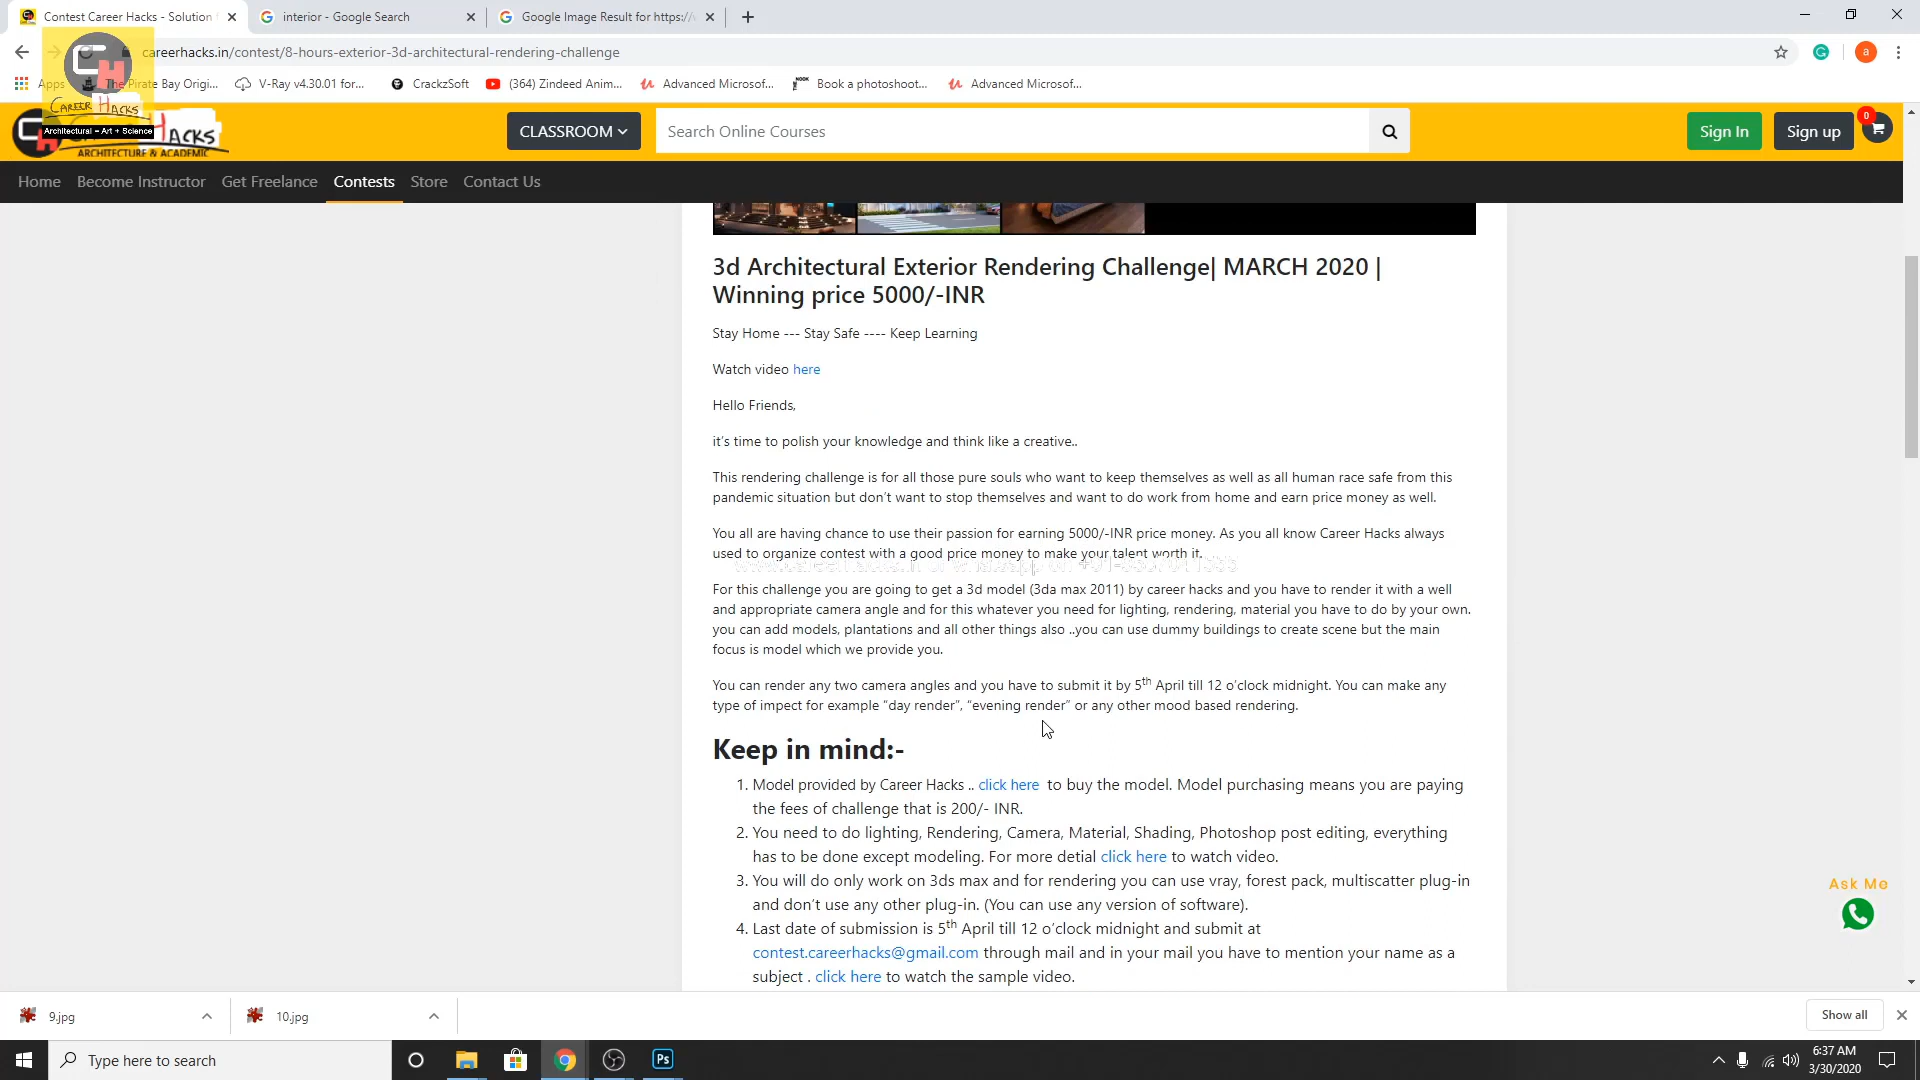 Contest Career Hacks - Solution
interior - Google Search
Google Image Result for https://
careerhacks.in/contest/8-hours-exterior-3d-architectural-rendering-challenge
a
Apps
The Pirate Bay Origi...
V-Ray v4.30.01 for...
CrackzSoft
(364) Zindeed Anim...
Advanced Microsof...
Book a photoshoot...
Advanced Microsof...
CAREER HACKS
Architectural = Art + Science
ACKS
ARCHITECTURE & ACADEMIC
CLASSROOM
Search Online Courses
Sign In
Sign up
0
Home
Become Instructor
Get Freelance
Contests
Store
Contact Us
3d Architectural Exterior Rendering Challenge| MARCH 2020 |
Winning price 5000/-INR
Stay Home --- Stay Safe ---- Keep Learning
Watch video here
Hello Friends,
it's time to polish your knowledge and think like a creative..
This rendering challenge is for all those pure souls who want to keep themselves as well as all human race safe from this
pandemic situation but don't want to stop themselves and want to do work from home and earn price money as well.
You all are having chance to use their passion for earning 5000/-INR price money. As you all know Career Hacks always
used to organize contest with a good price money to make your talent worth it.
For this challenge you are going to get a 3d model (3da max 2011) by career hacks and you have to render it with a well
and appropriate camera angle and for this whatever you need for lighting, rendering, material you have to do by your own.
you can add models, plantations and all other things also ..you can use dummy buildings to create scene but the main
focus is model which we provide you.
You can render any two camera angles and you have to submit it by 5th April till 12 o'clock midnight. You can make any
type of impact for example "day render", "evening render" or any other mood based rendering.
Keep in mind:-
1. Model provided by Career Hacks .. click here to buy the model. Model purchasing means you are paying
the fees of challenge that is 200/- INR.
2. You need to do lighting, Rendering, Camera, Material, Shading, Photoshop post editing, everything
has to be done except modeling. For more detial click here to watch video.
3. You will do only work on 3ds max and for rendering you can use vray, forest pack, multiscatter plug-in
and don't use any other plug-in. (You can use any version of software).
4. Last date of submission is 5th April till 12 o'clock midnight and submit at
contest.careerhacks@gmail.com through mail and in your mail you have to mention your name as a
subject . click here to watch the sample video.
Ask Me
9.jpg
10.jpg
Show all
Type here to search
Ps
6:37 AM
3/30/2020